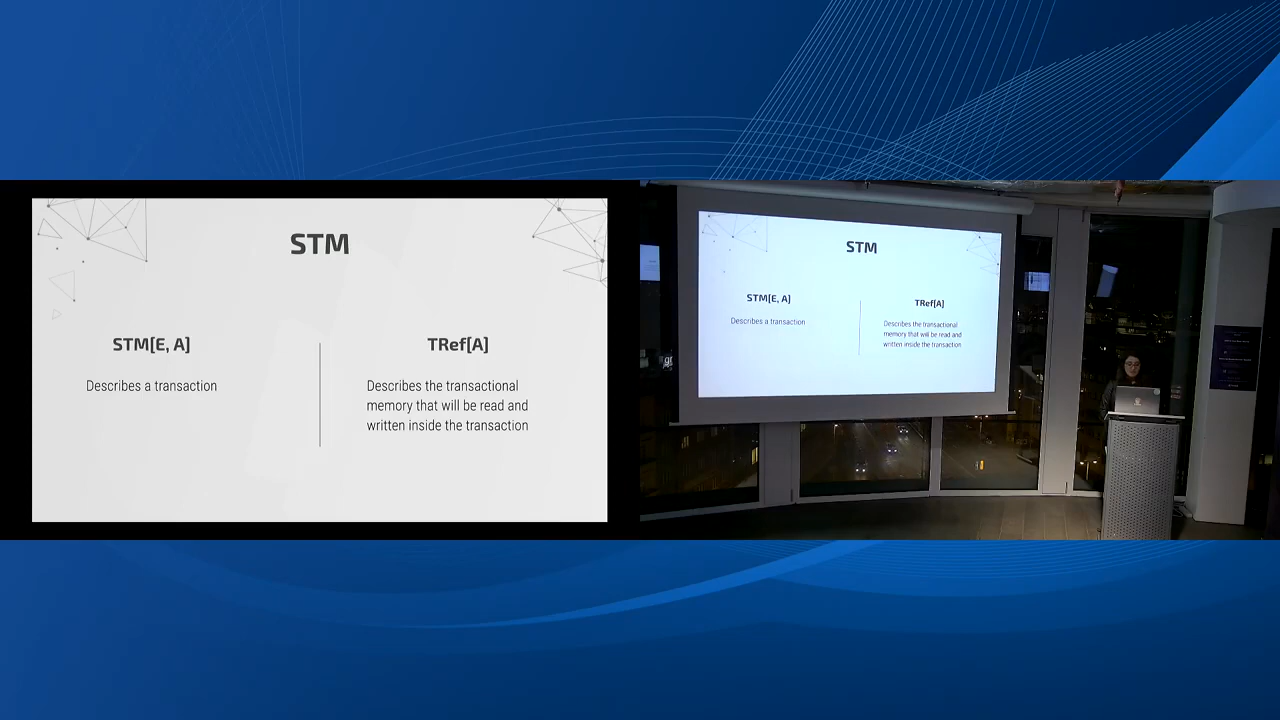 STM
STM[E, A]
Describes a transaction
TRef[A]
Describes the transactional
memory that will be read and
written inside the transaction
STM
STM[E, A]
Describes a transaction
TRef[A]
Describes the transactional
memory that will be read and
written inside the transaction